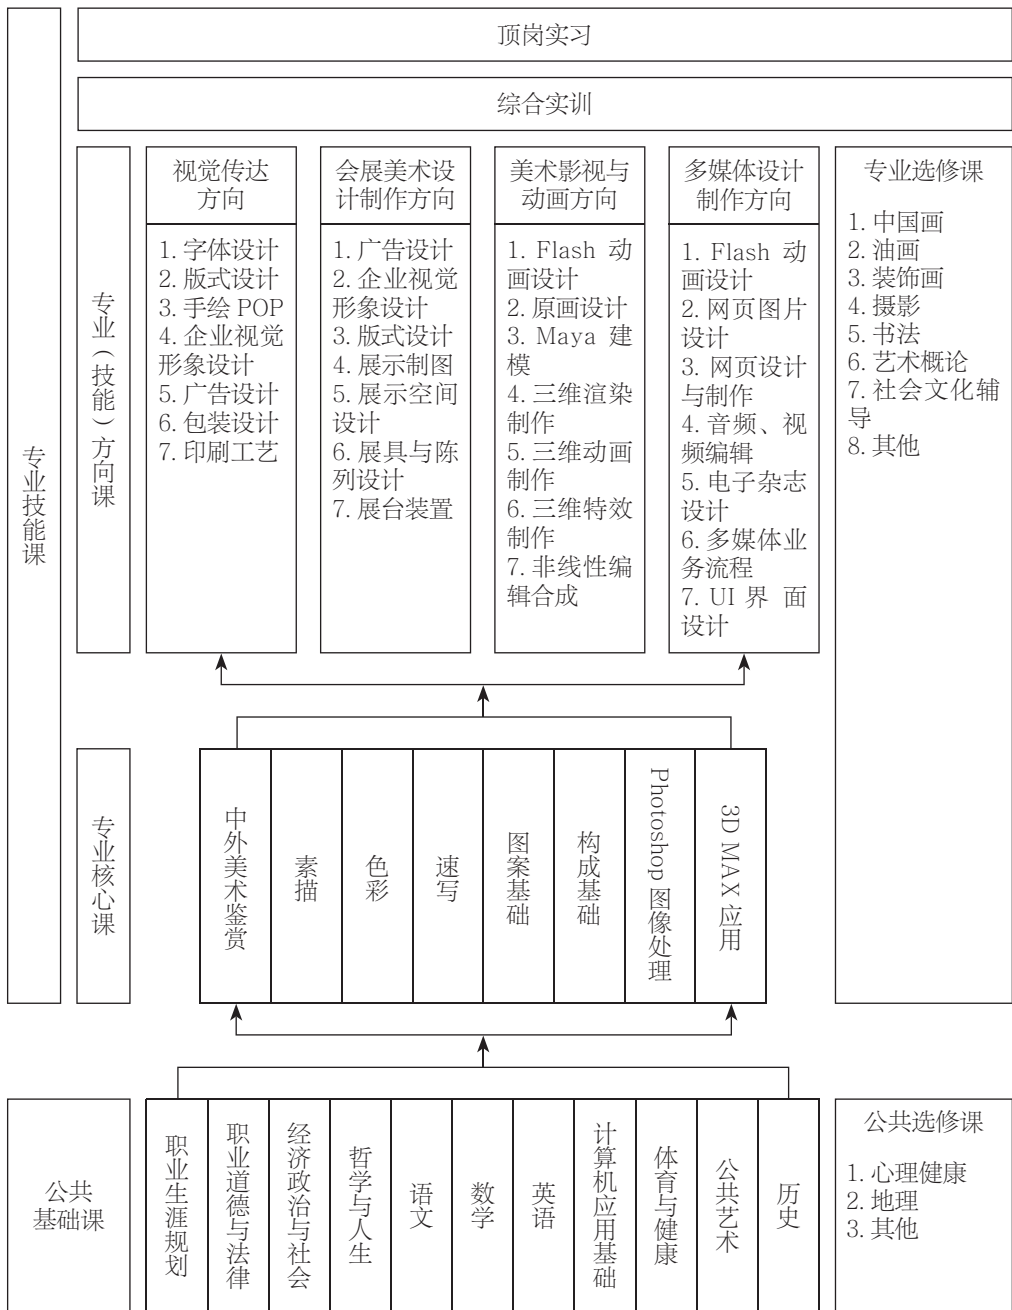 顶岗实习
综合实训
专业技能课
专业（技能）方向课
视觉传达
方向
1. 字体设计
2. 版式设计
3. 手绘 POP
4. 企业视觉
形象设计
5. 广告设计
6. 包装设计
7. 印刷工艺
会展美术设
计制作方向
1. 广告设计
2. 企业视觉
形象设计
3. 版式设计
4. 展示制图
5. 展示空间
设计
6. 展具与陈
列设计
7. 展台装置
美术影视与
动画方向
1. Flash 动
画设计
2. 原画设计
3. Maya 建
模
4. 三维渲染
制作
5. 三维动画
制作
6. 三维特效
制作
7. 非线性编
辑合成
多媒体设计
制作方向
1. Flash 动
画设计
2. 网页图片
设计
3. 网页设计
与制作
4. 音频、视
频编辑
5. 电子杂志
设计
6. 多媒体业
务流程
7. UI 界 面
设计
专业选修课
1. 中国画
2. 油画
3. 装饰画
4. 摄影
5. 书法
6. 艺术概论
7. 社会文化辅
导
8. 其他
专业核心课
中外美术鉴赏
素描
色彩
速写
图案基础
构成基础
Photoshop 图像处理
3D MAX 应用
公共
基础课
职业生涯规划
职业道德与法律
经济政治与社会
哲学与人生
语文
数学
英语
计算机应用基础
体育与健康
公共艺术
历史
公共选修课
1. 心理健康
2. 地理
3. 其他